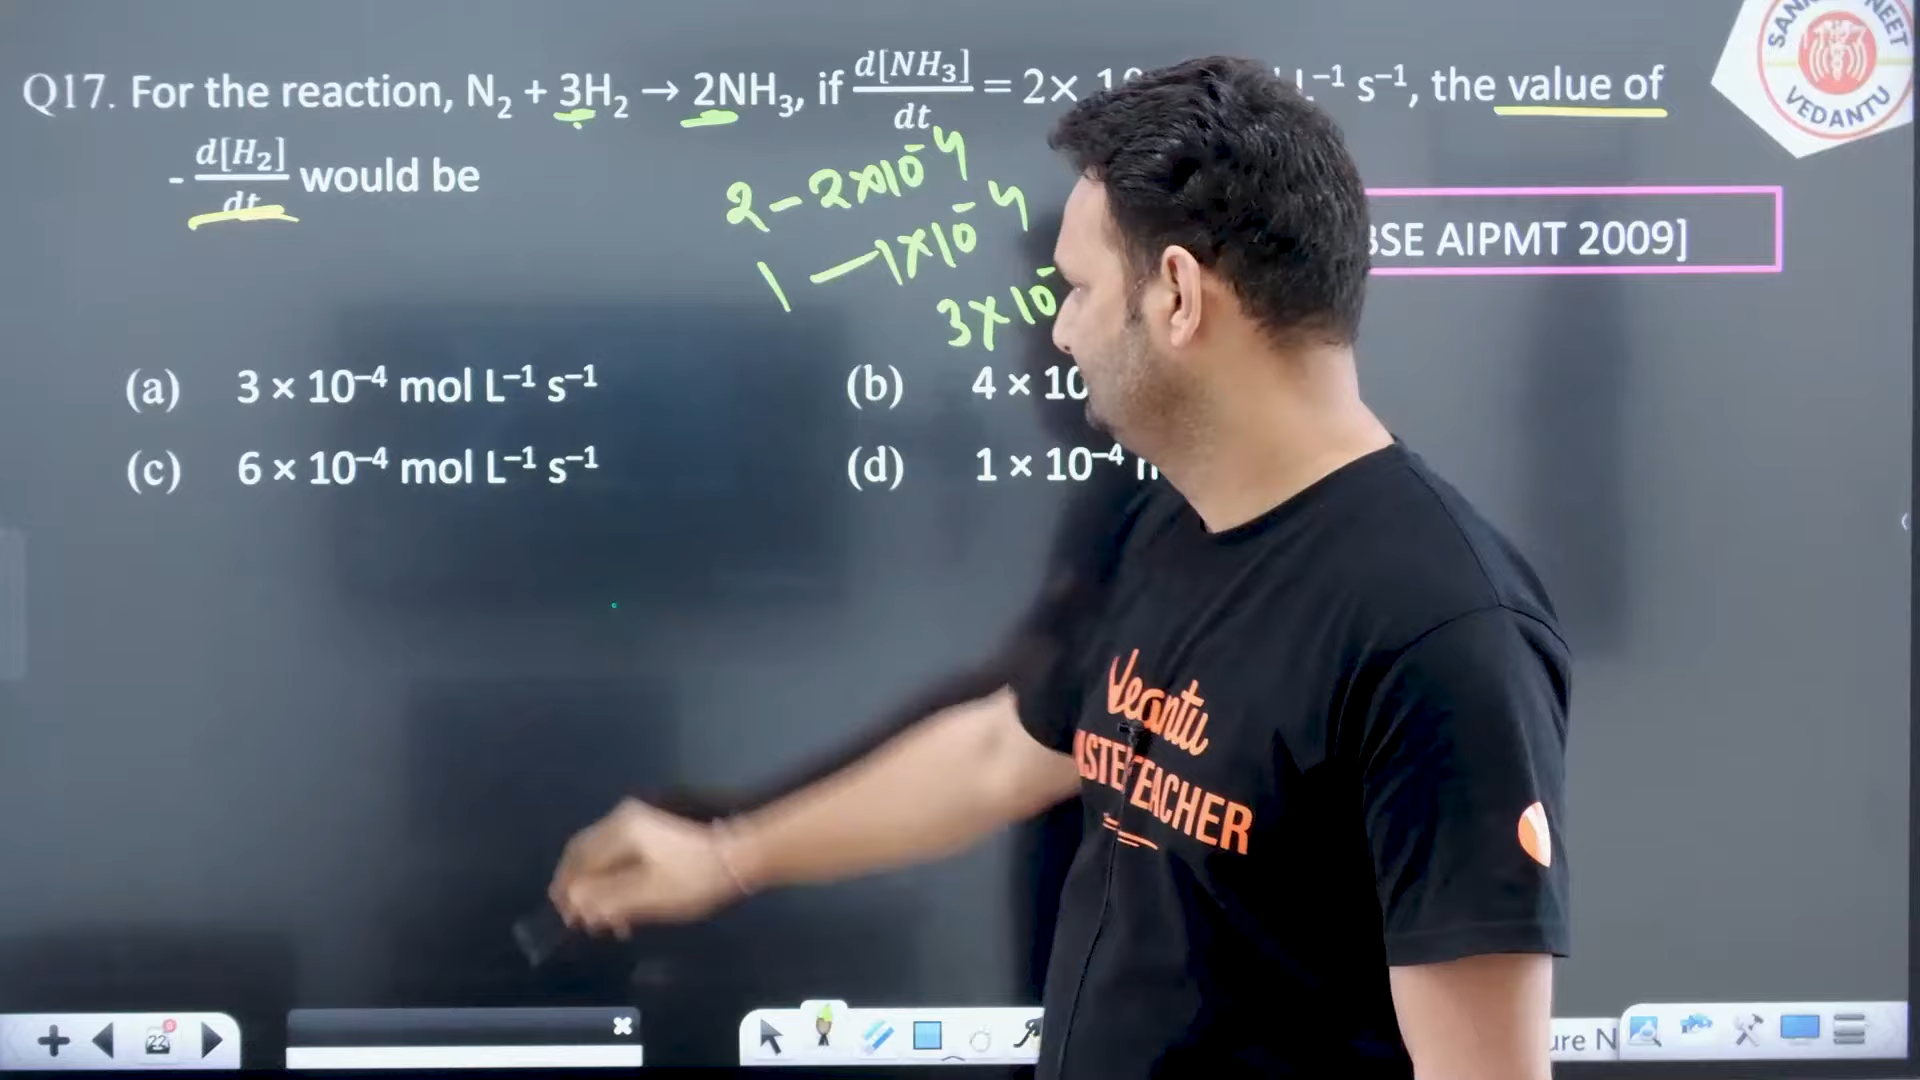 Q17. For the reaction, N₂ + 3H₂ → 2NH₃, if d[NH₃]/dt = 2× 10 L⁻¹ s⁻¹, the value of
- d[H₂]/dt would be
2 - 2×10⁻⁴
1 — 1×10⁻⁴
3×10⁻
BSE AIPMT 2009]
(a) 3 × 10⁻⁴ mol L⁻¹ s⁻¹
(b) 4 × 10
(c) 6 × 10⁻⁴ mol L⁻¹ s⁻¹
(d) 1 × 10⁻⁴
NEET
VEDANTU
Vedantu
MASTER TEACHER
22
ure N